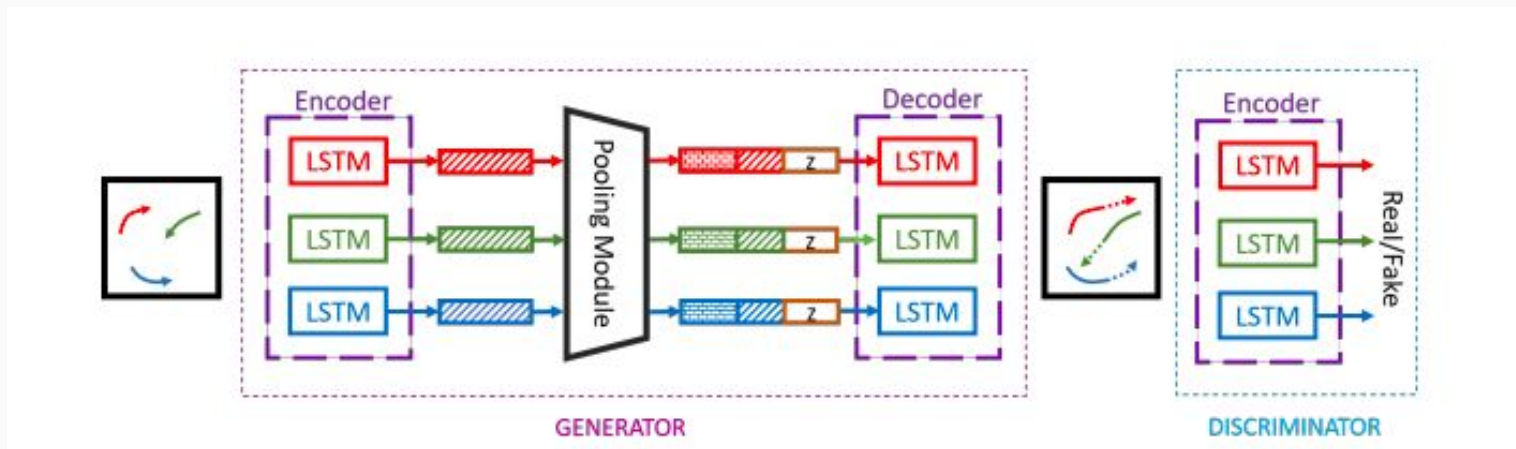 Encoder
Decoder
Encoder
LSTM
z
LSTM
LSTM
LSTM
z
LSTM
LSTM
LSTM
z
LSTM
LSTM
Pooling Module
Real/Fake
GENERATOR
DISCRIMINATOR